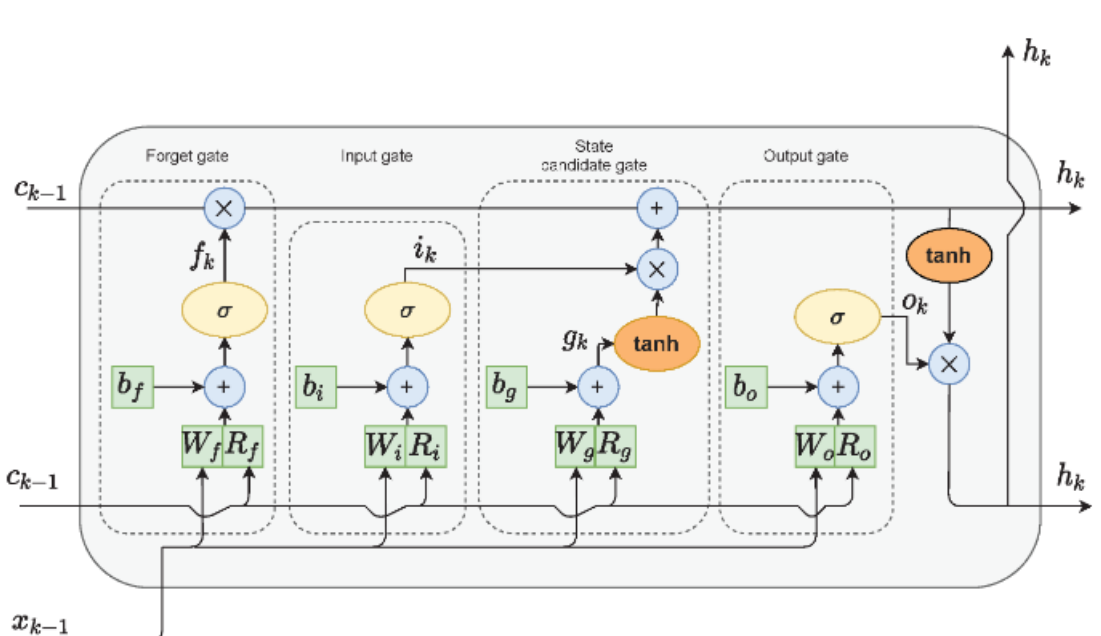 h_k
Forget gate
Input gate
State
candidate gate
Output gate
c_{k-1}
×
+
h_k
f_k
i_k
×
tanh
σ
σ
σ
o_k
g_k
tanh
×
b_f
+
b_i
+
b_g
+
b_o
+
W_f R_f
W_i R_i
W_g R_g
W_o R_o
c_{k-1}
h_k
x_{k-1}